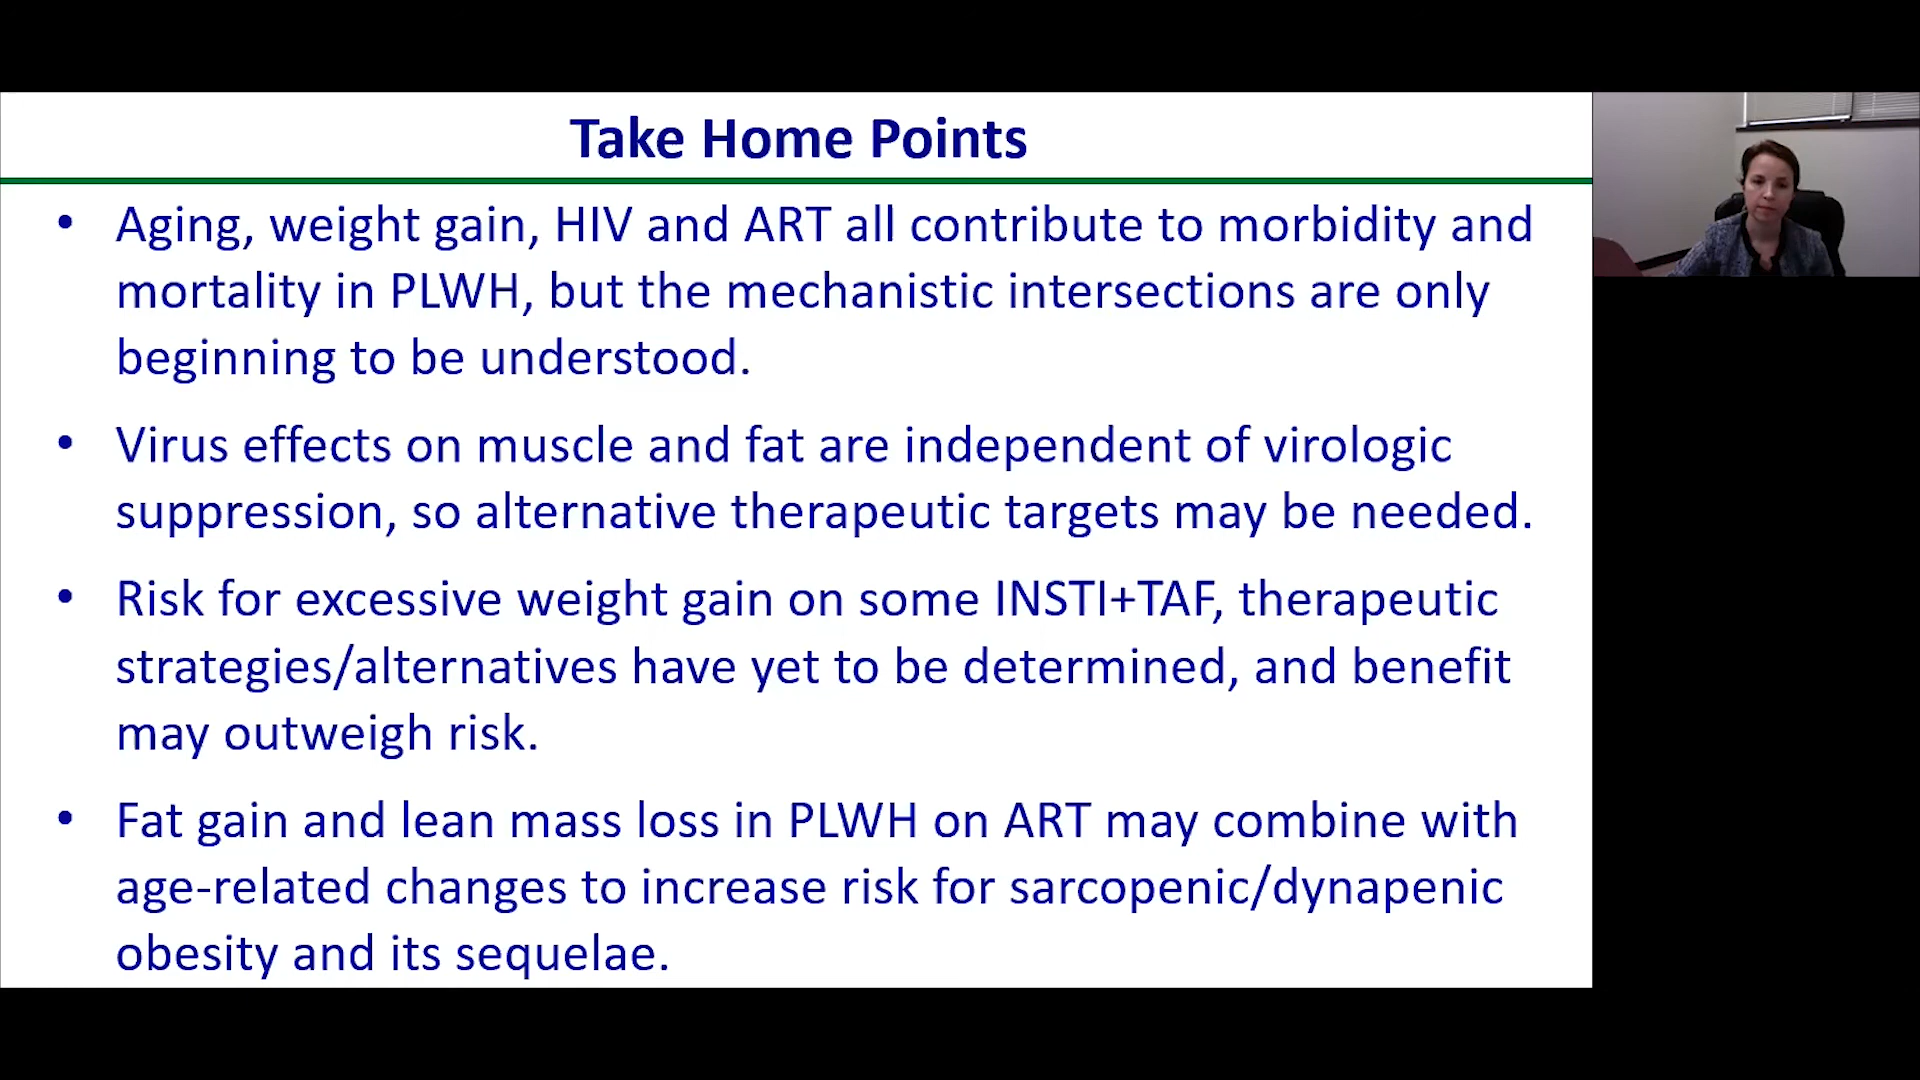 Take Home Points
• Aging, weight gain, HIV and ART all contribute to morbidity and
mortality in PLWH, but the mechanistic intersections are only
beginning to be understood.
• Virus effects on muscle and fat are independent of virologic
suppression, so alternative therapeutic targets may be needed.
• Risk for excessive weight gain on some INSTI+TAF, therapeutic
strategies/alternatives have yet to be determined, and benefit
may outweigh risk.
• Fat gain and lean mass loss in PLWH on ART may combine with
age-related changes to increase risk for sarcopenic/dynapenic
obesity and its sequelae.